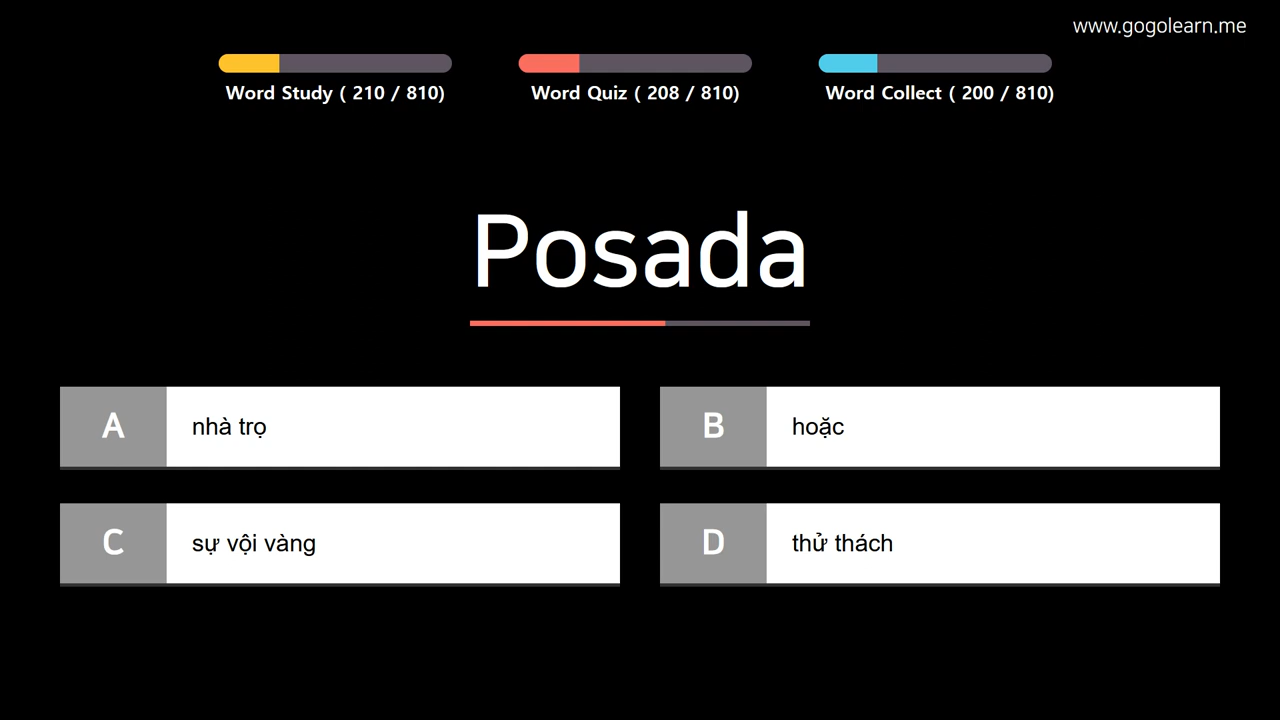 www.gogolearn.me
Word Study ( 210 / 810)
Word Quiz ( 208 / 810)
Word Collect ( 200 / 810)
Posada
A
nhà trọ
B
hoặc
C
sự vội vàng
D
thử thách